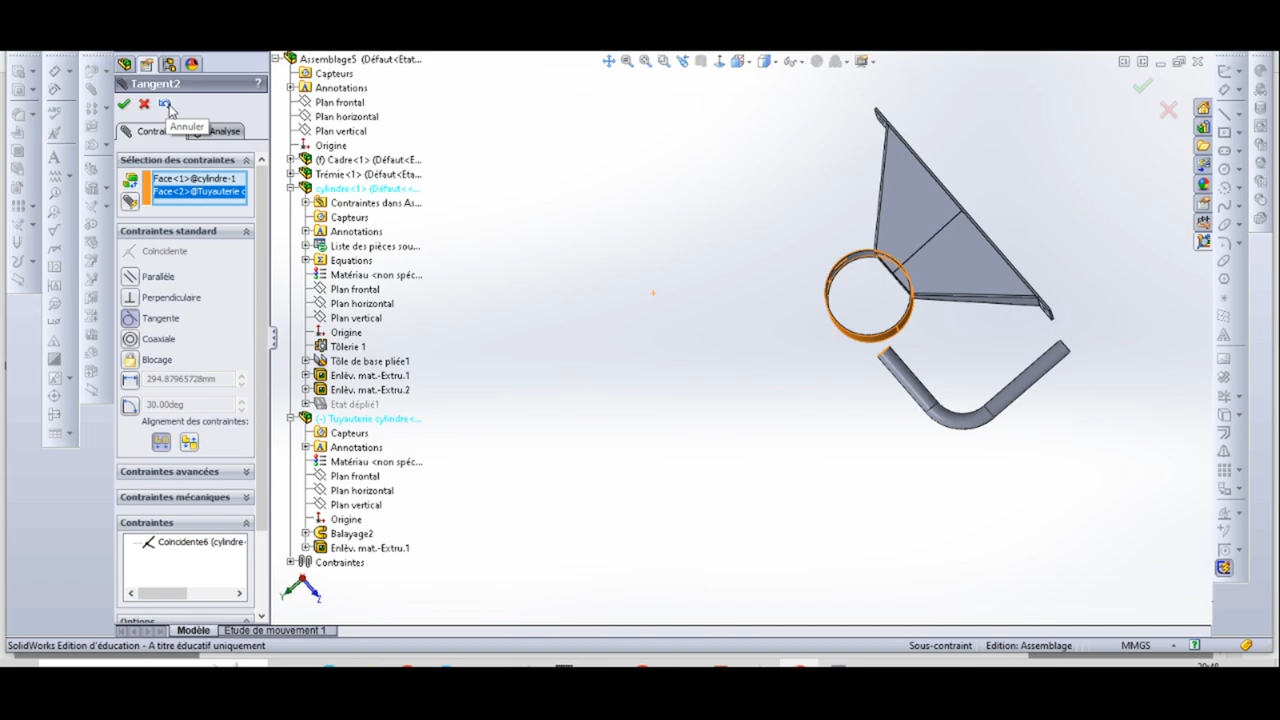 Tangent2
?
Annuler
Contrai
Analyse
Sélection des contraintes
Face<1>@cylindre-1
Face<2>@Tuyauterie c
Contraintes standard
Coïncidente
Parallèle
Perpendiculaire
Tangente
Coaxiale
Blocage
294.87965728mm
30.00deg
Alignement des contraintes:
Contraintes avancées
Contraintes mécaniques
Contraintes
Coincidente6 (cylindre-
Options
Assemblage5 (Défaut<Etat...
Capteurs
Annotations
Plan frontal
Plan horizontal
Plan vertical
Origine
(f) Cadre<1> (Défaut<E...
Trémie<1> (Défaut<Eta...
cylindre<1> (Défaut<<...
Contraintes dans As...
Capteurs
Annotations
Liste des pièces sou...
Equations
Matériau <non spéc...
Plan frontal
Plan horizontal
Plan vertical
Origine
Tôlerie 1
Tôle de base pliée1
Enlèv. mat.-Extru.1
Enlèv. mat.-Extru.2
Etat déplié1
(-) Tuyauterie cylindre<...
Capteurs
Annotations
Matériau <non spéc...
Plan frontal
Plan horizontal
Plan vertical
Origine
Balayage2
Enlèv. mat.-Extru.1
Contraintes
Y
Z
Modèle
Etude de mouvement 1
SolidWorks Edition d'éducation - A titre éducatif uniquement
Sous-contraint
Edition: Assemblage
MMGS